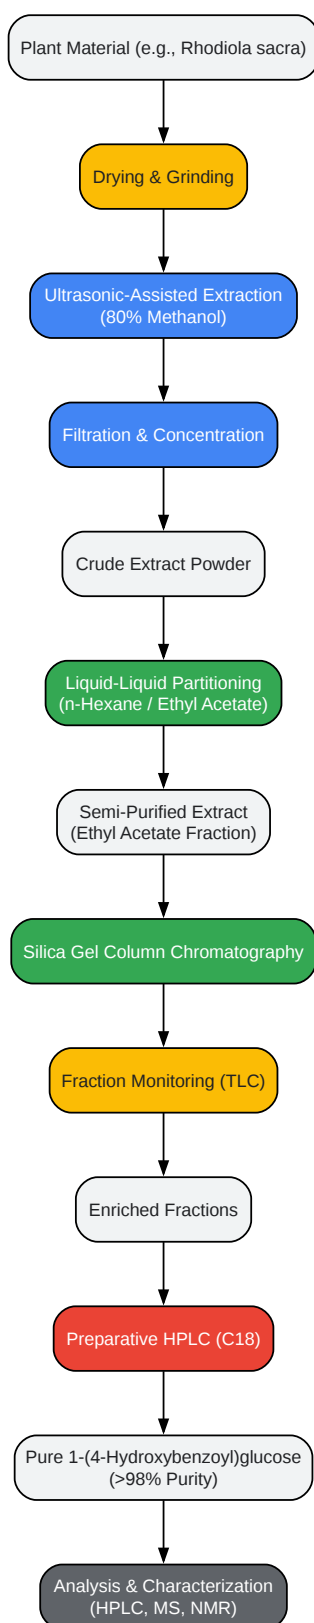 Plant Material (e.g., Rhodiola sacra)
Drying & Grinding
Ultrasonic-Assisted Extraction
(80% Methanol)
Filtration & Concentration
Crude Extract Powder
Liquid-Liquid Partitioning
(n-Hexane / Ethyl Acetate)
Semi-Purified Extract
(Ethyl Acetate Fraction)
Silica Gel Column Chromatography
Fraction Monitoring (TLC)
Enriched Fractions
Preparative HPLC (C18)
Pure 1-(4-Hydroxybenzoyl)glucose
(>98% Purity)
Analysis & Characterization
(HPLC, MS, NMR)